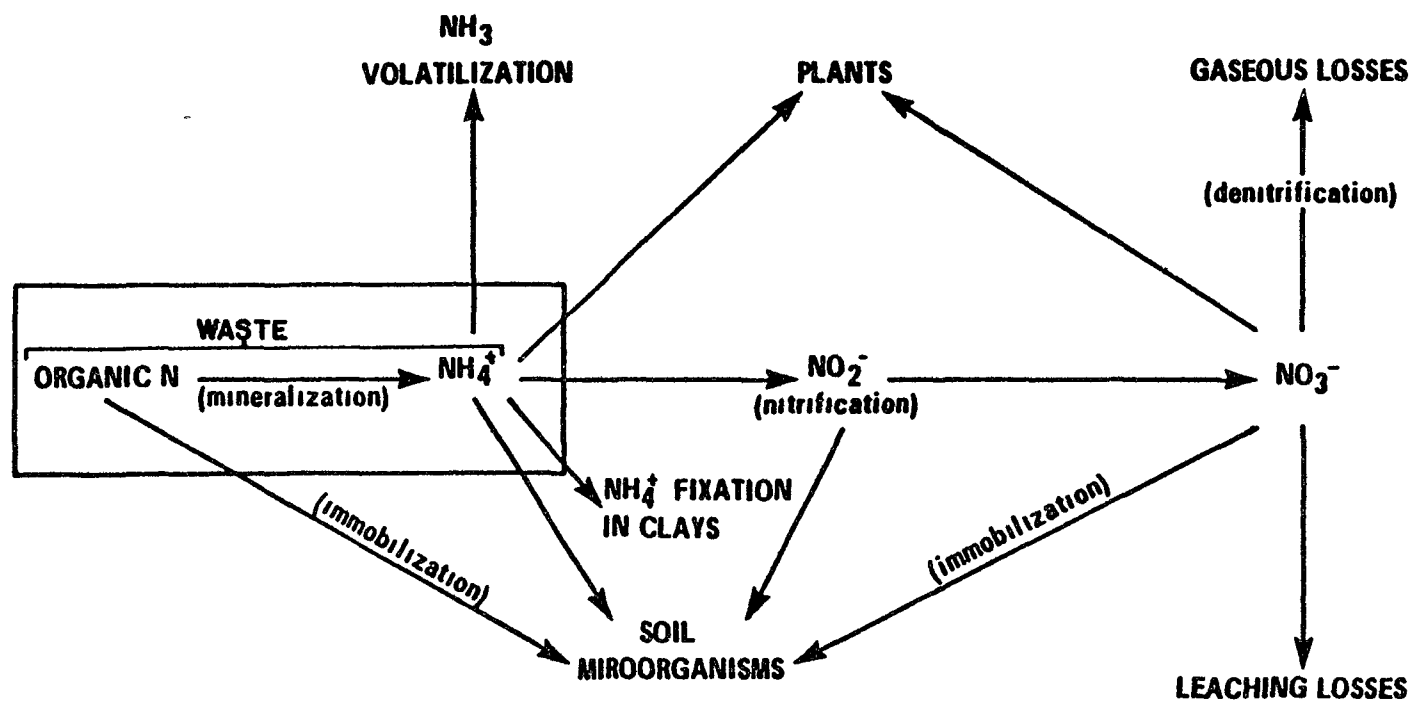 NH₃
VOLATILIZATION
PLANTS
GASEOUS LOSSES
(denitrification)
WASTE
ORGANIC N
(mineralization)
NH₄⁺
NO₂⁻
(nitrification)
NO₃⁻
NH₄⁺ FIXATION
IN CLAYS
(immobilization)
(immobilization)
SOIL
MIROORGANISMS
LEACHING LOSSES